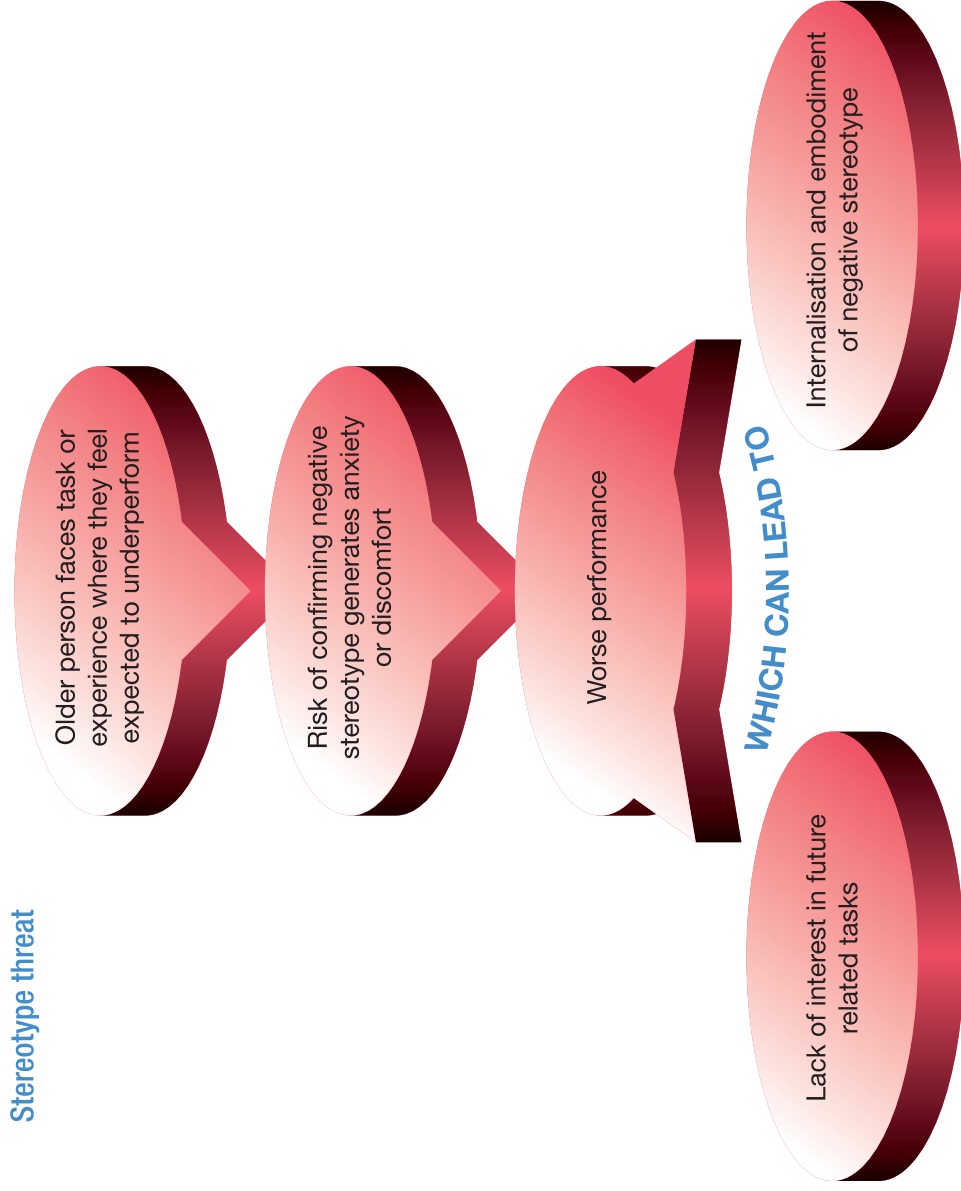 Stereotype threat
Older person faces task or
experience where they feel
expected to underperform
Risk of confirming negative
stereotype generates anxiety
or discomfort
Worse performance
WHICH CAN LEAD TO
Lack of interest in future
related tasks
Internalisation and embodiment
of negative stereotype